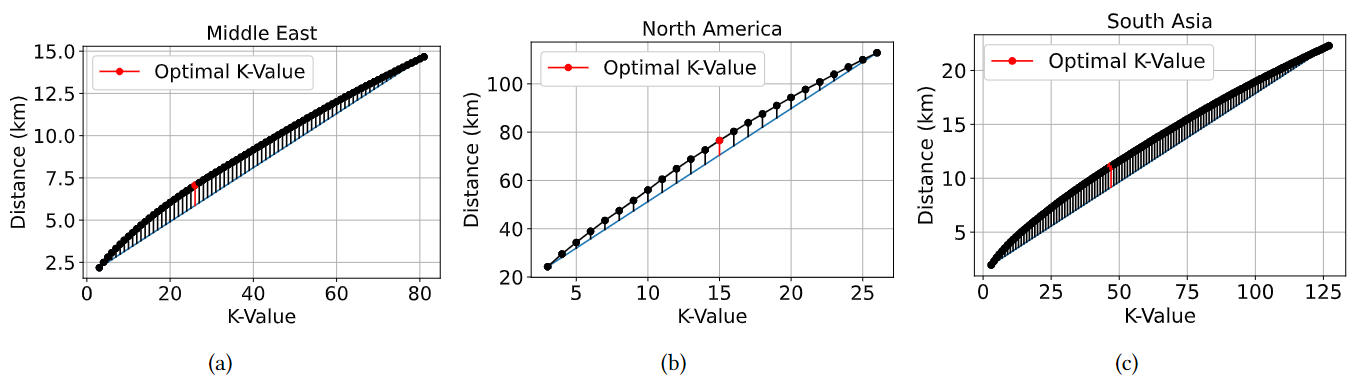 Middle East
15.0
12.5
10.0
7.5
5.0
2.5
Distance (km)
Optimal K-Value
0 20 40 60 80
K-Value
(a)
North America
100
80
60
40
20
Distance (km)
Optimal K-Value
5 10 15 20 25
K-Value
(b)
South Asia
20
15
10
5
Distance (km)
Optimal K-Value
0 25 50 75 100 125
K-Value
(c)